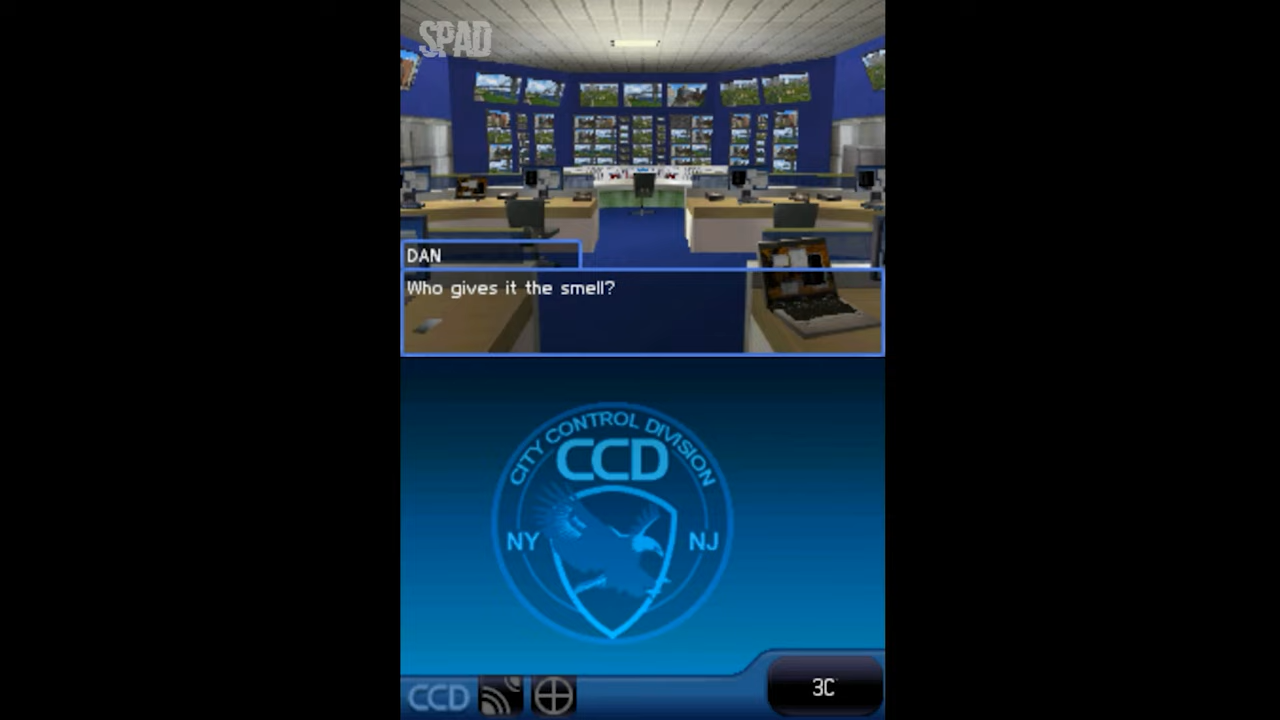 SPAD
DAN
Who gives it the smell?
CITY CONTROL DIVISION
CCD
NY
NJ
CCD
3C